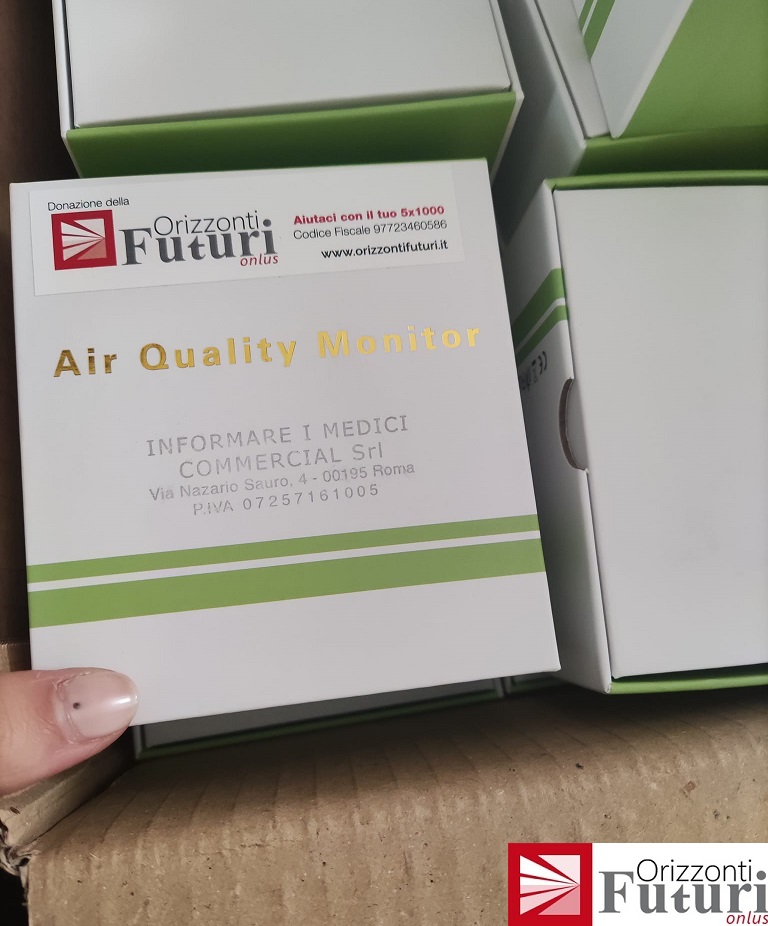 Donazione della
Orizzonti
Futuri
onlus
Aiutaci con il tuo 5x1000
Codice Fiscale 97723460586
www.orizzontifuturi.it
Air Quality Monitor
INFORMARE I MEDICI
COMMERCIAL Srl
Via Nazario Sauro, 4 - 00195 Roma
P.IVA 07257161005
Orizzonti
Futuri
onlus